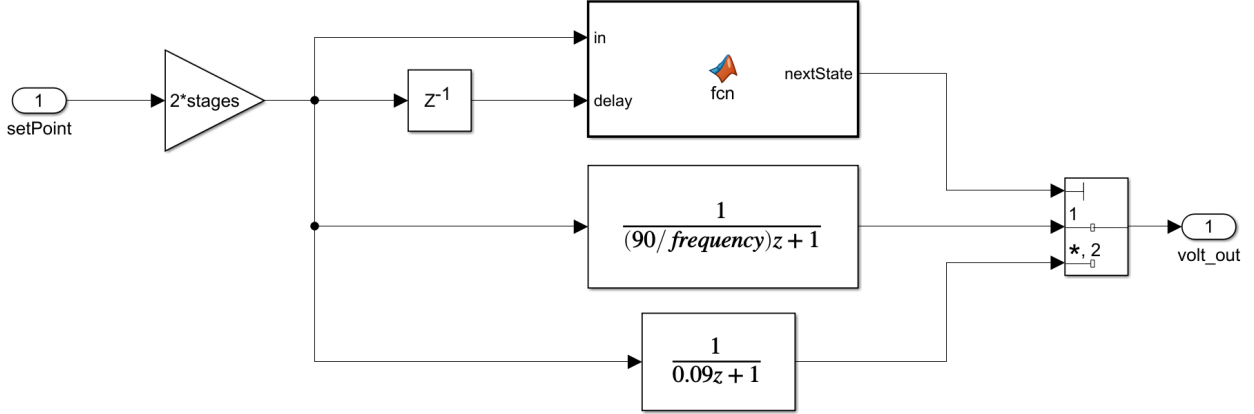 1
setPoint
2*stages
z⁻¹
in
delay
fcn
nextState
1
(90/frequency)z + 1
1
0.09z + 1
1
*, 2
1
volt_out